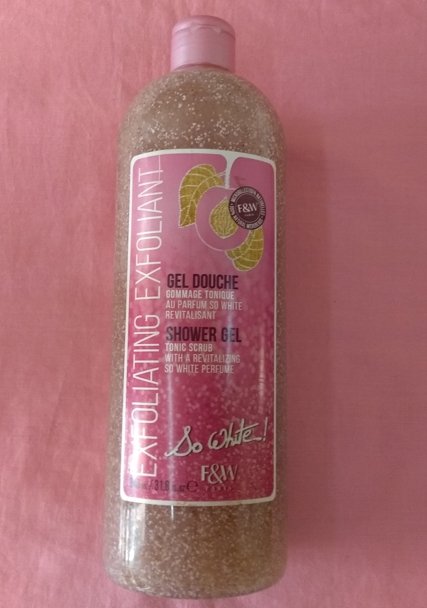 EXFOLIATING EXFOLIANT
F&W
GEL DOUCHE
GOMMAGE TONIQUE
AU PARFUM SO WHITE
REVITALISANT
SHOWER GEL
TONIC SCRUB
WITH A REVITALIZING
SO WHITE PERFUME
So White!
F&W
PARIS